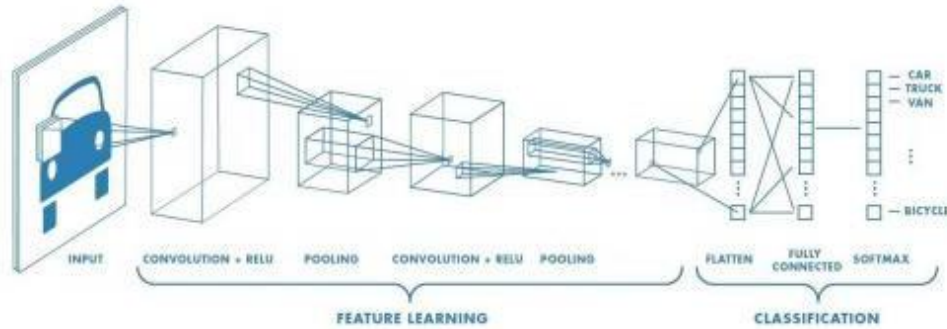 CAR
TRUCK
VAN
BICYCLE
INPUT
CONVOLUTION + RELU
POOLING
CONVOLUTION + RELU
POOLING
FLATTEN
FULLY
CONNECTED
SOFTMAX
FEATURE LEARNING
CLASSIFICATION